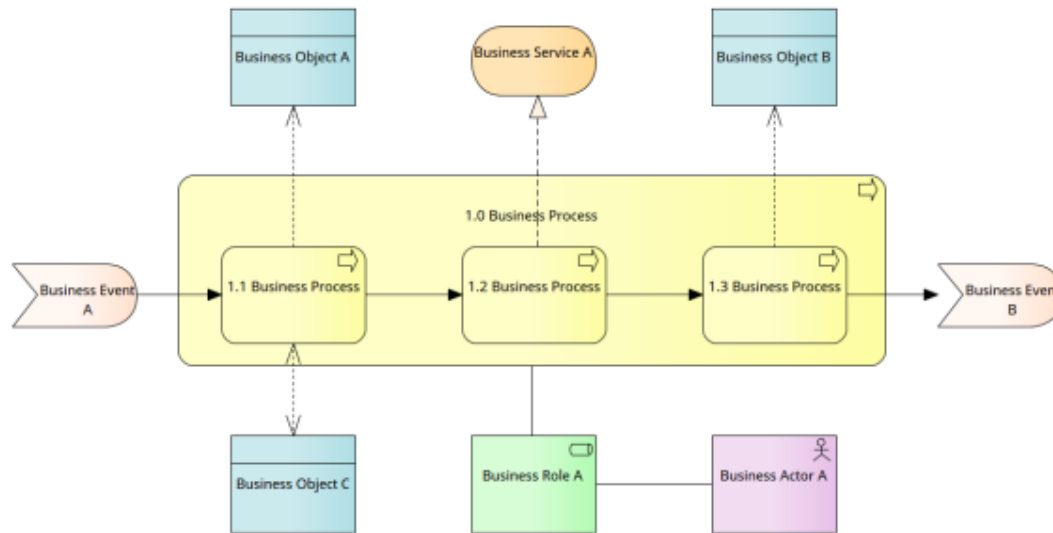 Business Object A
Business Service A
Business Object B
1.0 Business Process
1.1 Business Process
1.2 Business Process
1.3 Business Process
Business Event
A
Business Even
B
Business Object C
Business Role A
Business Actor A